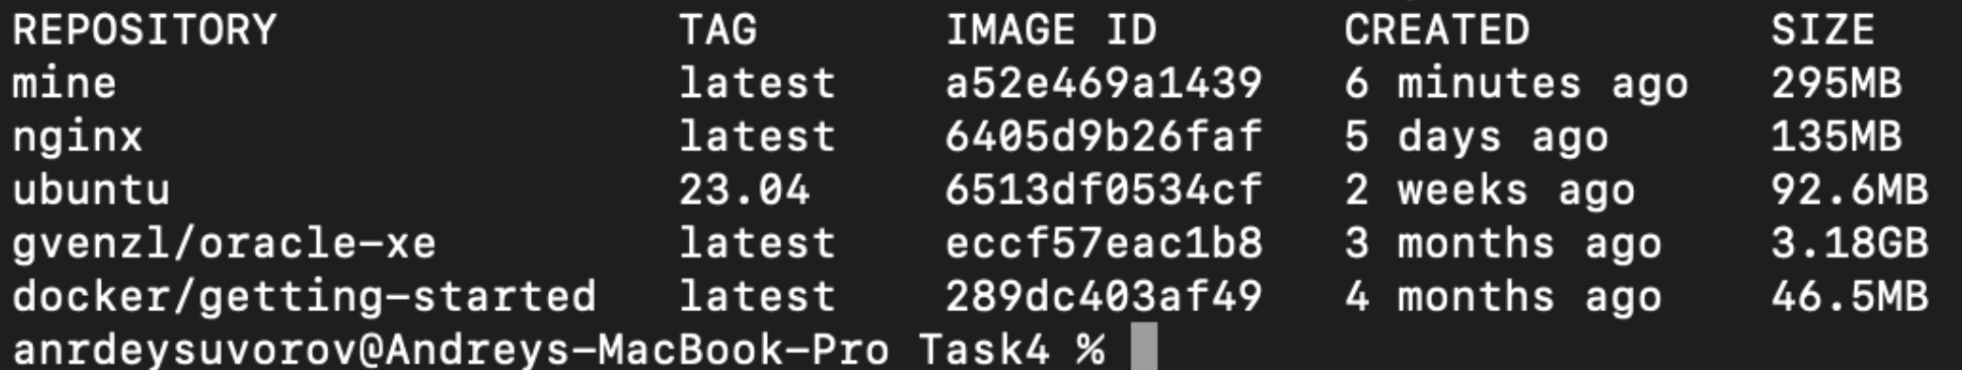 REPOSITORY TAG IMAGE ID CREATED SIZE
mine latest a52e469a1439 6 minutes ago 295MB
nginx latest 6405d9b26faf 5 days ago 135MB
ubuntu 23.04 6513df0534cf 2 weeks ago 92.6MB
gvenzl/oracle-xe latest eccf57eac1b8 3 months ago 3.18GB
docker/getting-started latest 289dc403af49 4 months ago 46.5MB
anrdeysuvorov@Andreys-MacBook-Pro Task4 %